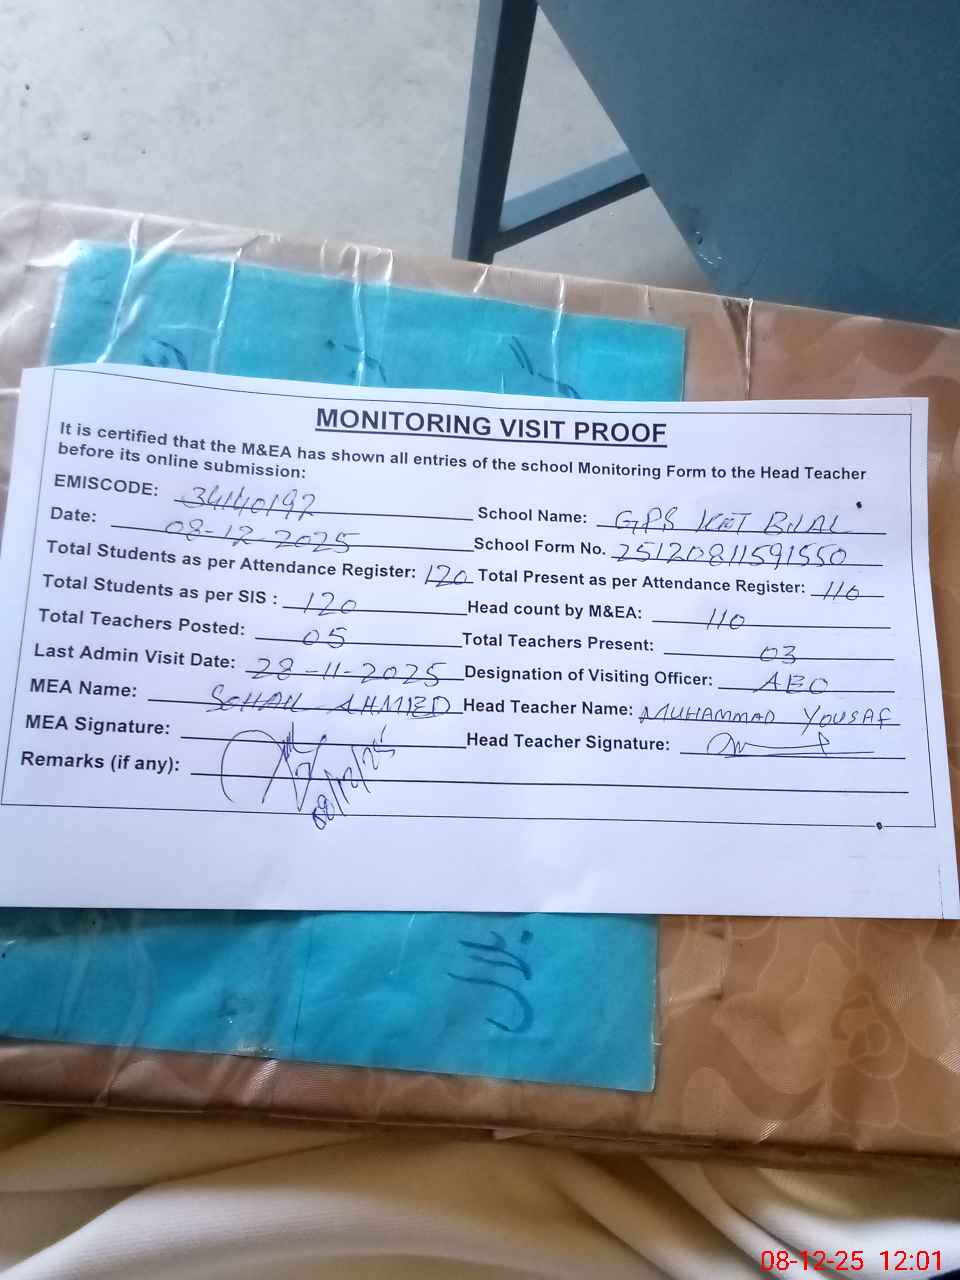 MONITORING VISIT PROOF
It is certified that the M&EA has shown all entries of the school Monitoring Form to the Head Teacher
before its online submission:
EMISCODE: 34140192 School Name: GPS KOT BILAL
Date: 08-12-2025 School Form No. 25120811591550
Total Students as per Attendance Register: 120 Total Present as per Attendance Register: 110
Total Students as per SIS : 120 Head count by M&EA: 110
Total Teachers Posted: 05 Total Teachers Present: 03
Last Admin Visit Date: 28-11-2025 Designation of Visiting Officer: AEO
MEA Name: SOHAIL AHMED Head Teacher Name: MUHAMMAD YOUSAF
MEA Signature: Head Teacher Signature:
Remarks (if any): 08/12/25
08-12-25 12:01